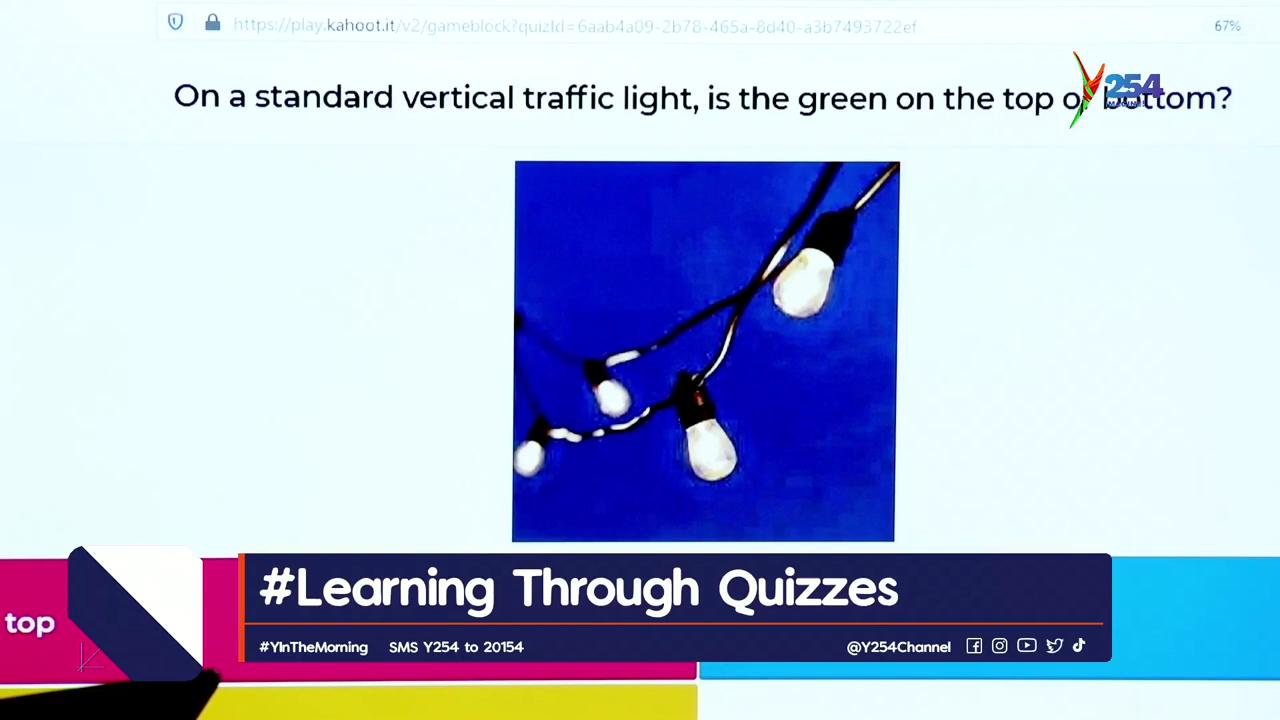 https://play.kahoot.it/v2/gameblock?quizId=6aab4a09-2b78-465a-8d40-a3b7493722ef
67%
Y254
On a standard vertical traffic light, is the green on the top or bottom?
#Learning Through Quizzes
top
#YInTheMorning SMS Y254 to 20154
@Y254Channel